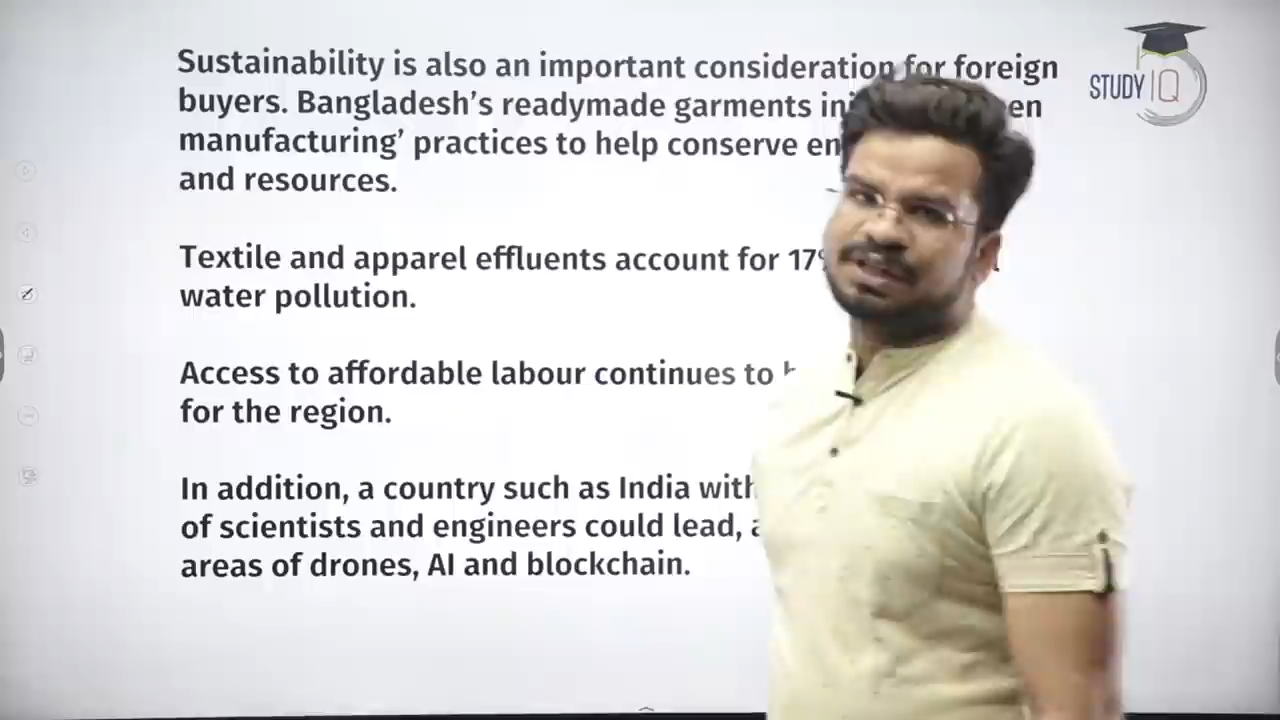 Sustainability is also an important consideration for foreign
buyers. Bangladesh's readymade garments
manufacturing' practices to help conserve
and resources.
Textile and apparel effluents account for
water pollution.
Access to affordable labour continues to
for the region.
In addition, a country such as India with
of scientists and engineers could lead,
areas of drones, AI and blockchain.
STUDY IQ